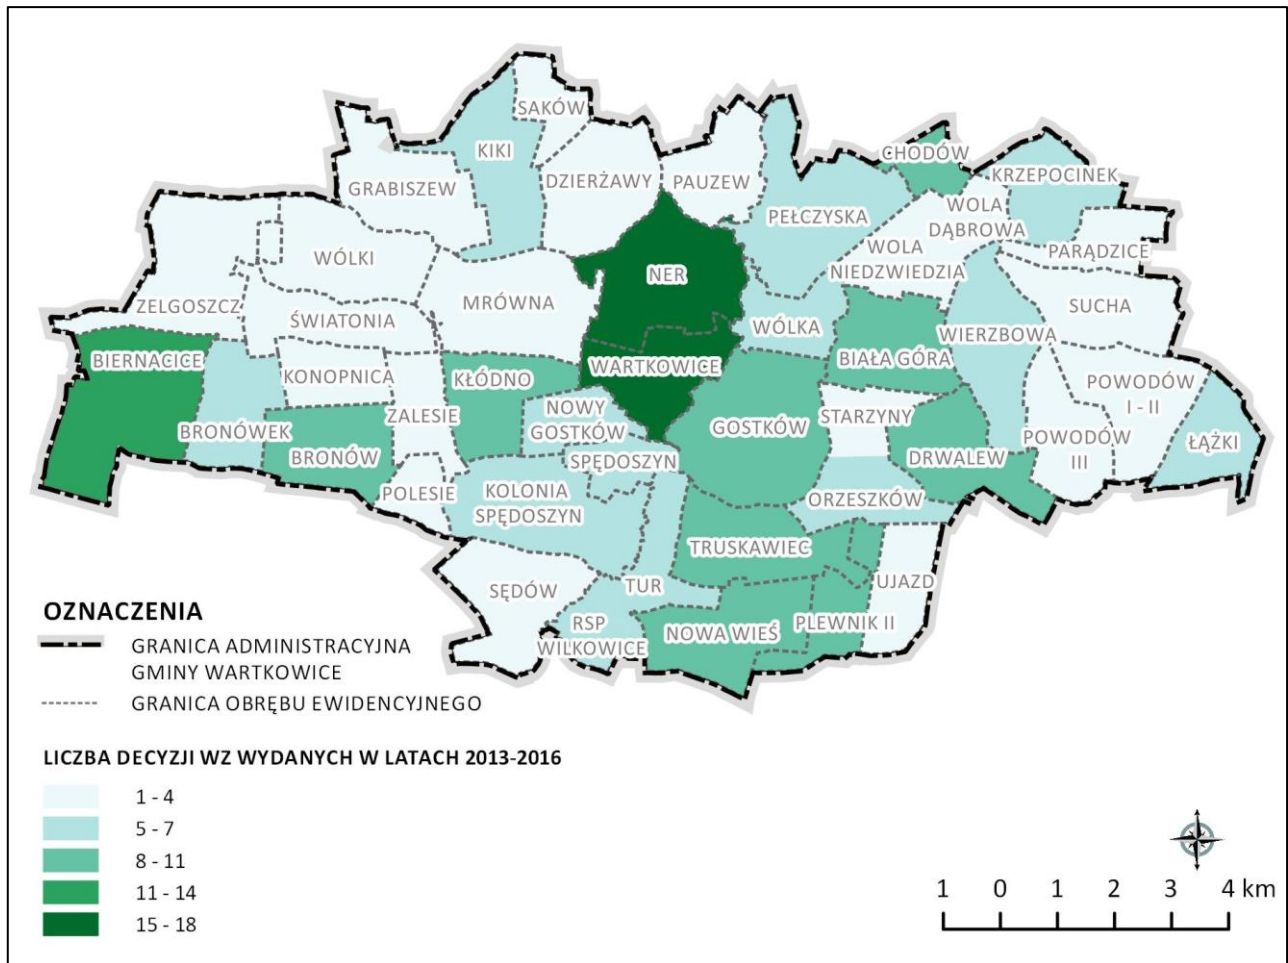 SAKÓW
KIKI
CHODÓW
GRABISZEW
DZIERŻAWY
PAUZEW
KRZEPOCINEK
PEŁCZYSKA
WOLA
DĄBROWA
WÓLKI
WOLA
NIEDZWIEDZIA
PARĄDZICE
NER
ZELGOSZCZ
MRÓWNA
SUCHA
ŚWIATONIA
WÓLKA
WIERZBOWA
BIERNACICE
KONOPNICA
KŁÓDNO
WARTKOWICE
BIAŁA GÓRA
POWODÓW
I - II
ZALESIE
NOWY
GOSTKÓW
STARZYNY
BRONÓWEK
GOSTKÓW
POWODÓW
III
ŁĄŻKI
BRONÓW
SPĘDOSZYN
DRWALEW
POLESIE
KOLONIA
SPĘDOSZYN
ORZESZKÓW
TRUSKAWIEC
SĘDÓW
TUR
UJAZD
RSP
WILKOWICE
NOWA WIEŚ
PLEWNIK II
OZNACZENIA
GRANICA ADMINISTRACYJNA
GMINY WARTKOWICE
GRANICA OBRĘBU EWIDENCYJNEGO
LICZBA DECYZJI WZ WYDANYCH W LATACH 2013-2016
1 - 4
5 - 7
8 - 11
11 - 14
15 - 18
1 0 1 2 3 4 km